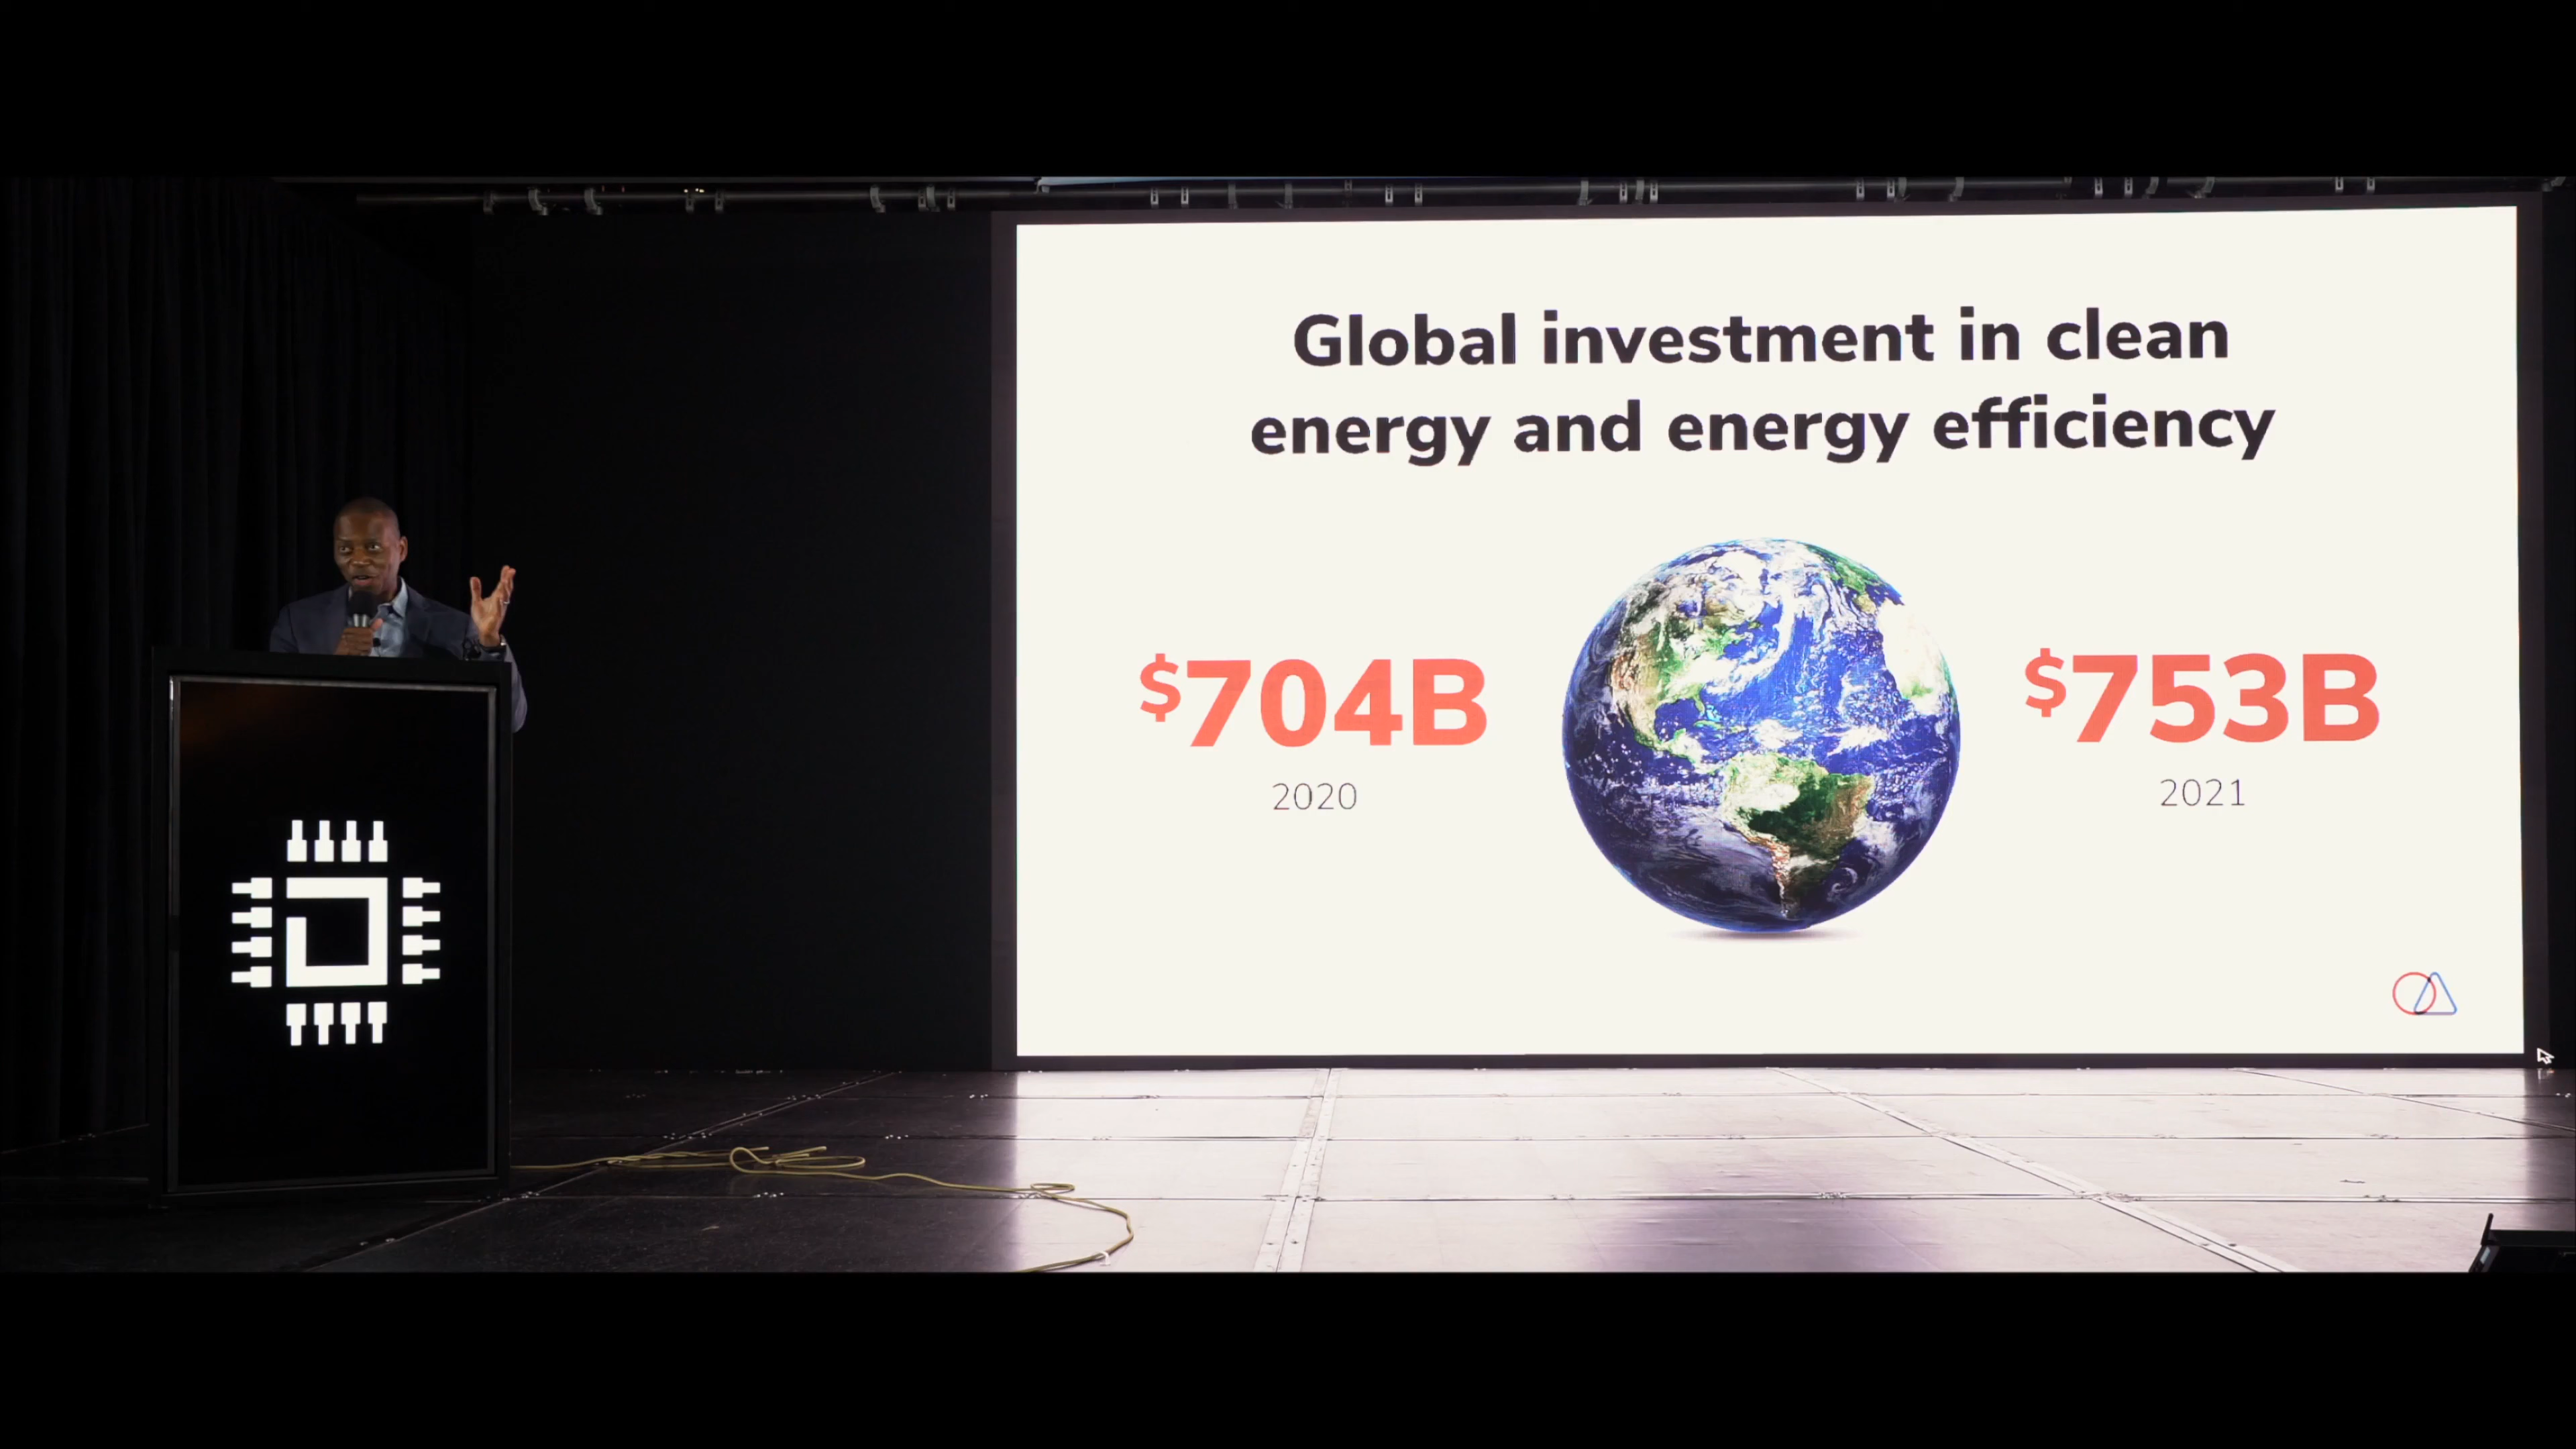 Global investment in clean
energy and energy efficiency
$704B
2020
$753B
2021